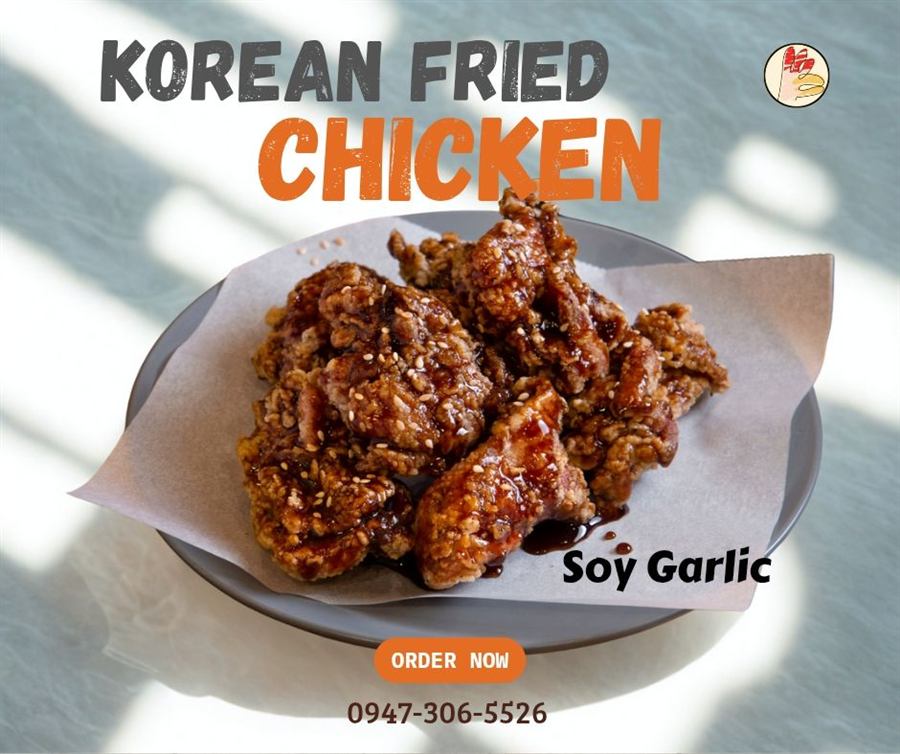 KOREAN FRIED
CHICKEN
Soy Garlic
ORDER NOW
0947-306-5526